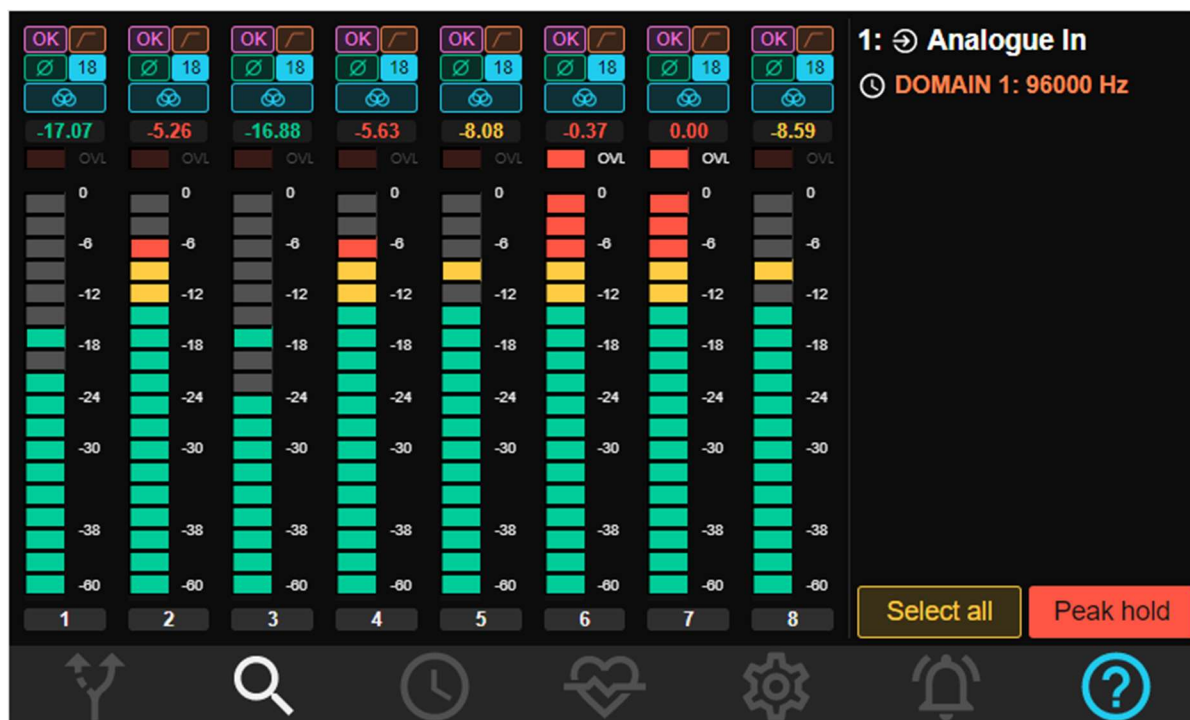 OK OK OK OK OK OK OK OK
Ø 18 Ø 18 Ø 18 Ø 18 Ø 18 Ø 18 Ø 18 Ø 18
-17.07 -5.26 -16.88 -5.63 -8.08 -0.37 0.00 -8.59
OVL OVL OVL OVL OVL OVL OVL OVL
0 0 0 0 0 0 0 0
-6 -6 -6 -6 -6 -6 -6 -6
-12 -12 -12 -12 -12 -12 -12 -12
-18 -18 -18 -18 -18 -18 -18 -18
-24 -24 -24 -24 -24 -24 -24 -24
-30 -30 -30 -30 -30 -30 -30 -30
-38 -38 -38 -38 -38 -38 -38 -38
-60 -60 -60 -60 -60 -60 -60 -60
1 2 3 4 5 6 7 8
1: Analogue In
DOMAIN 1: 96000 Hz
Select all Peak hold
?